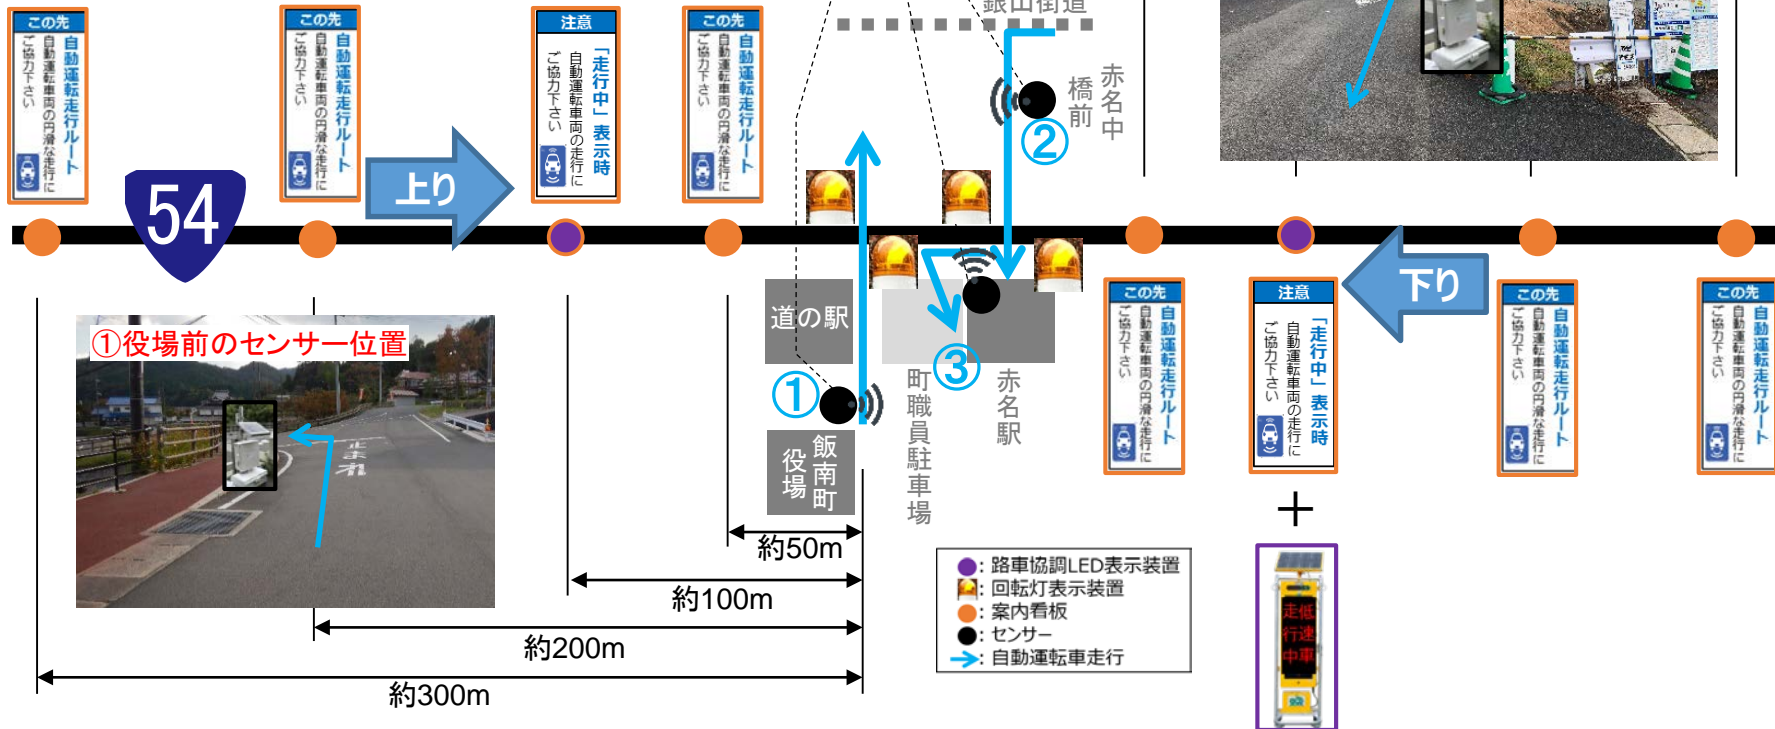 銀山街道
この先
自動運転走行ルート
自動運転車両の円滑な走行に
ご協力下さい
この先
自動運転走行ルート
自動運転車両の円滑な走行に
ご協力下さい
注意
「走行中」表示時
自動運転車両の走行に
ご協力下さい
この先
自動運転走行ルート
自動運転車両の円滑な走行に
ご協力下さい
赤名中
橋前
②
54
上り
下り
道の駅
①
③
飯南町
役場
町職員駐車場
赤名駅
①役場前のセンサー位置
止まれ
この先
自動運転走行ルート
自動運転車両の円滑な走行に
ご協力下さい
注意
「走行中」表示時
自動運転車両の走行に
ご協力下さい
この先
自動運転走行ルート
自動運転車両の円滑な走行に
ご協力下さい
この先
自動運転走行ルート
自動運転車両の円滑な走行に
ご協力下さい
+
約50m
約100m
約200m
約300m
: 路車協調LED表示装置
: 回転灯表示装置
: 案内看板
: センサー
: 自動運転車走行
低速車
走行中